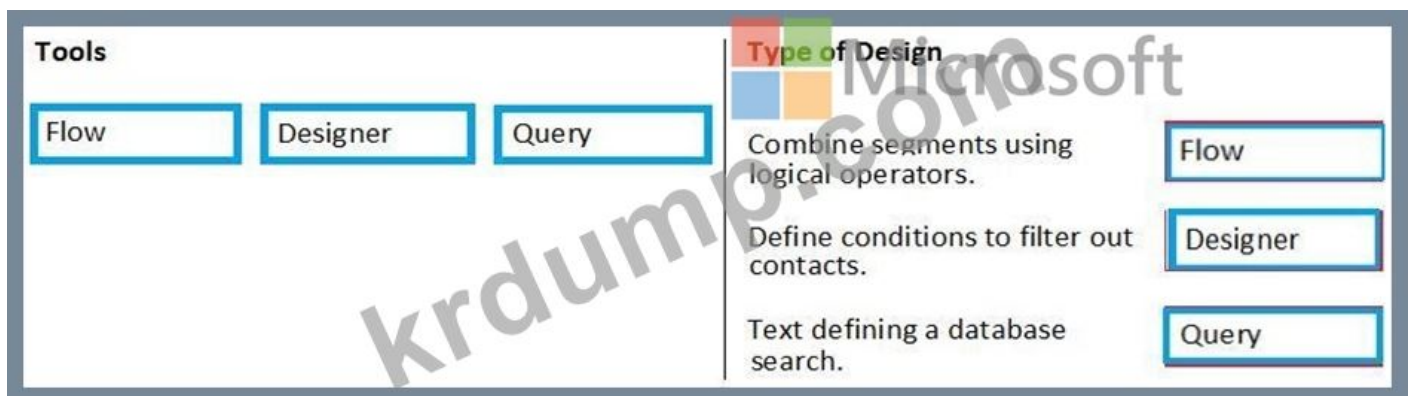 Tools
Flow
Designer
Query
Type of Design
Microsoft
Combine segments using
logical operators.
Flow
Define conditions to filter out
contacts.
Designer
Text defining a database
search.
Query
krdump.com